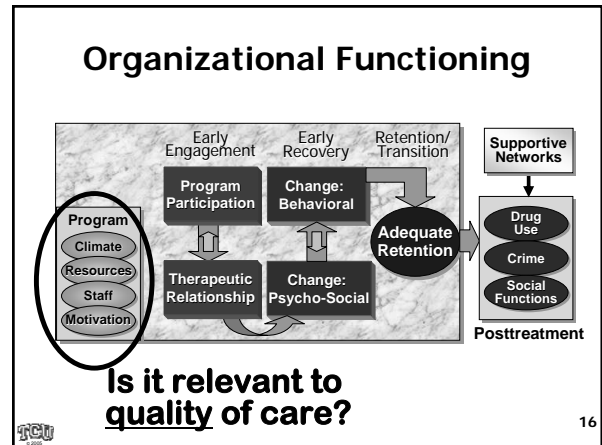 Organizational Functioning
Early
Engagement
Early
Recovery
Retention/
Transition
Supportive
Networks
Program
Climate
Resources
Staff
Motivation
Program
Participation
Therapeutic
Relationship
Change:
Behavioral
Change:
Psycho-Social
Adequate
Retention
Drug
Use
Crime
Social
Functions
Posttreatment
Is it relevant to
quality of care?
TCU
© 2005
16